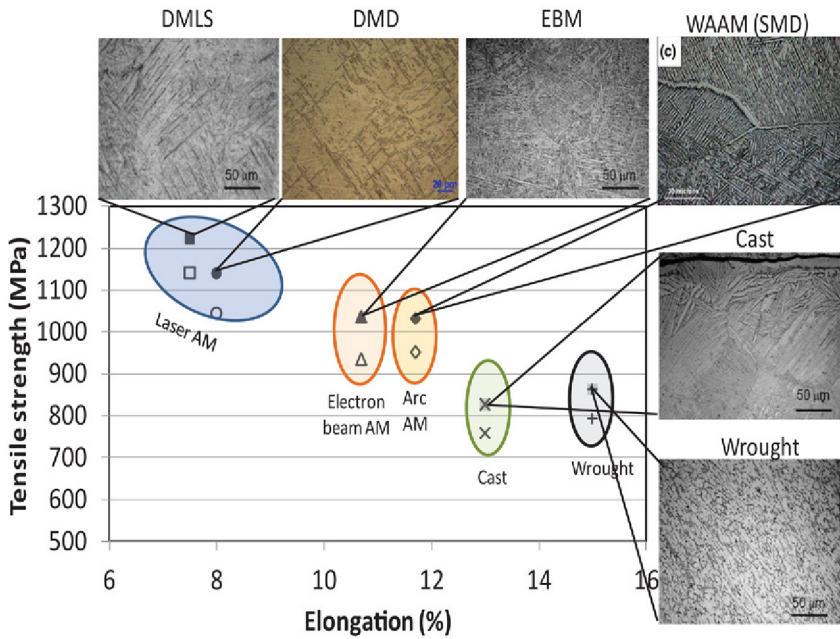 DMLS
DMD
EBM
WAAM (SMD)
(c)
50 μm
20 μm
50 μm
1300
1200
1100
1000
900
800
700
600
500
Tensile strength (MPa)
Laser AM
Electron
beam AM
Arc
AM
Cast
Wrought
Cast
50 μm
Wrought
50 μm
6
8
10
12
14
16
Elongation (%)